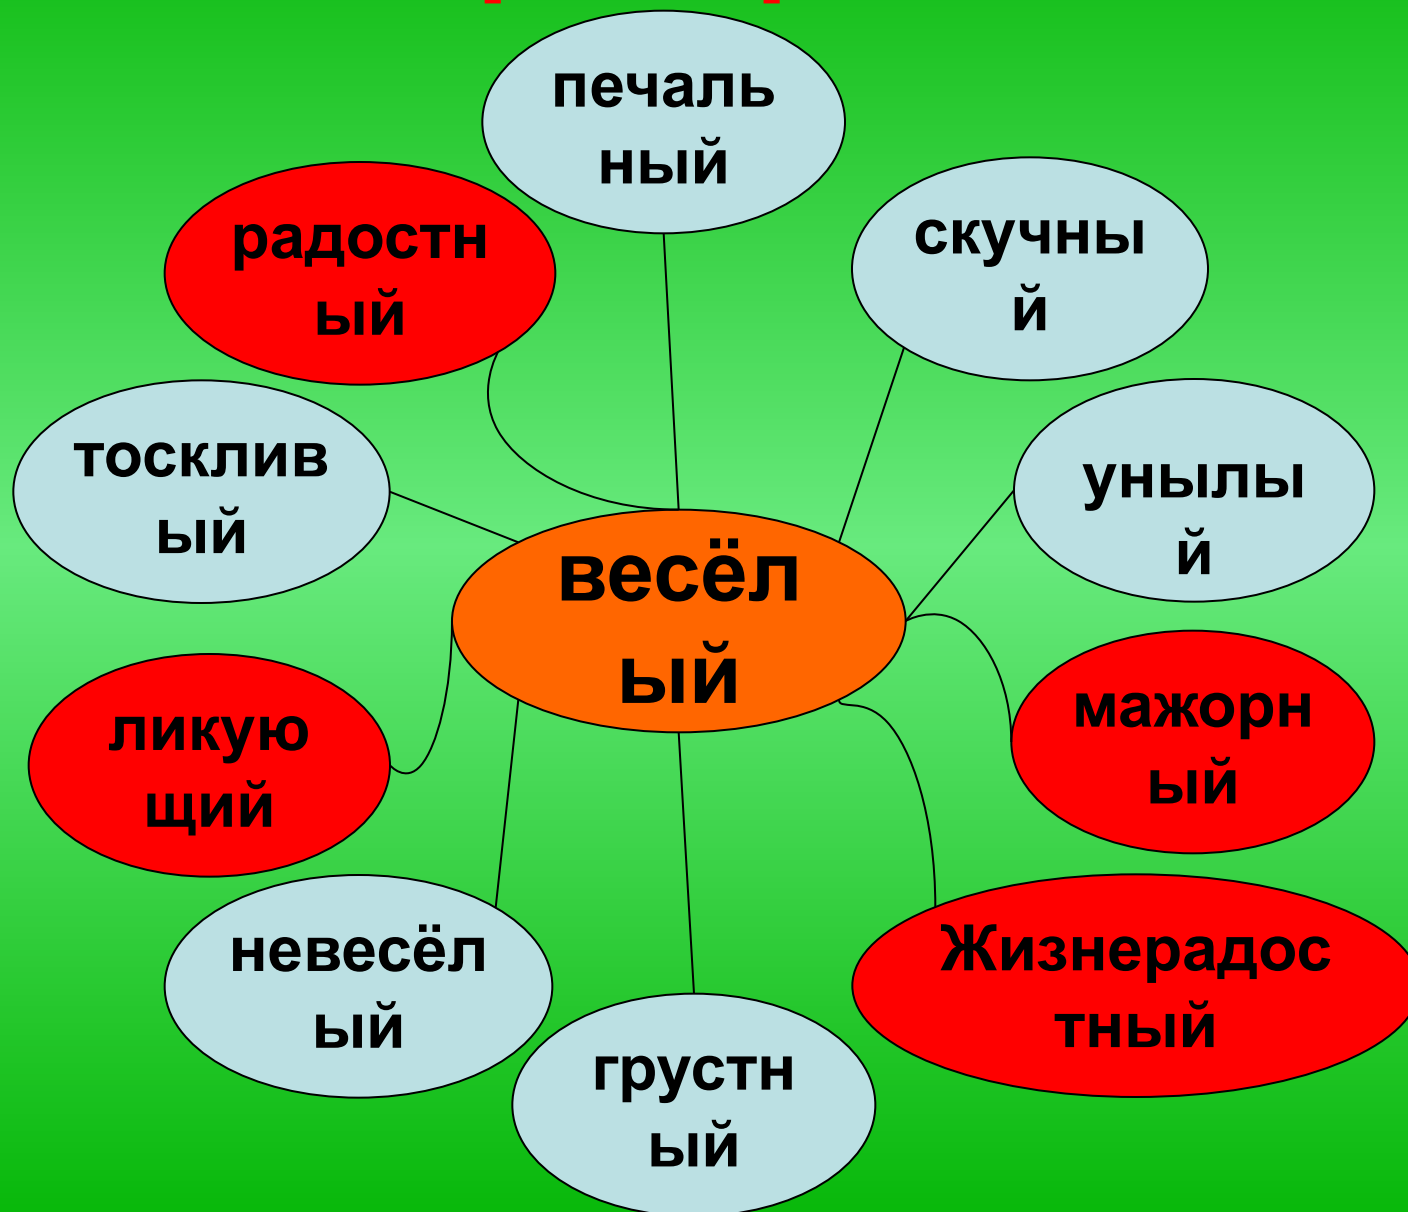 печаль
ный
радостн
ый
скучны
й
тоскли​в
ый
унылы
й
весёл
ый
ликую
щий
мажорн
ый
невесёл
ый
Жизнерадос
тный
грустн
ый